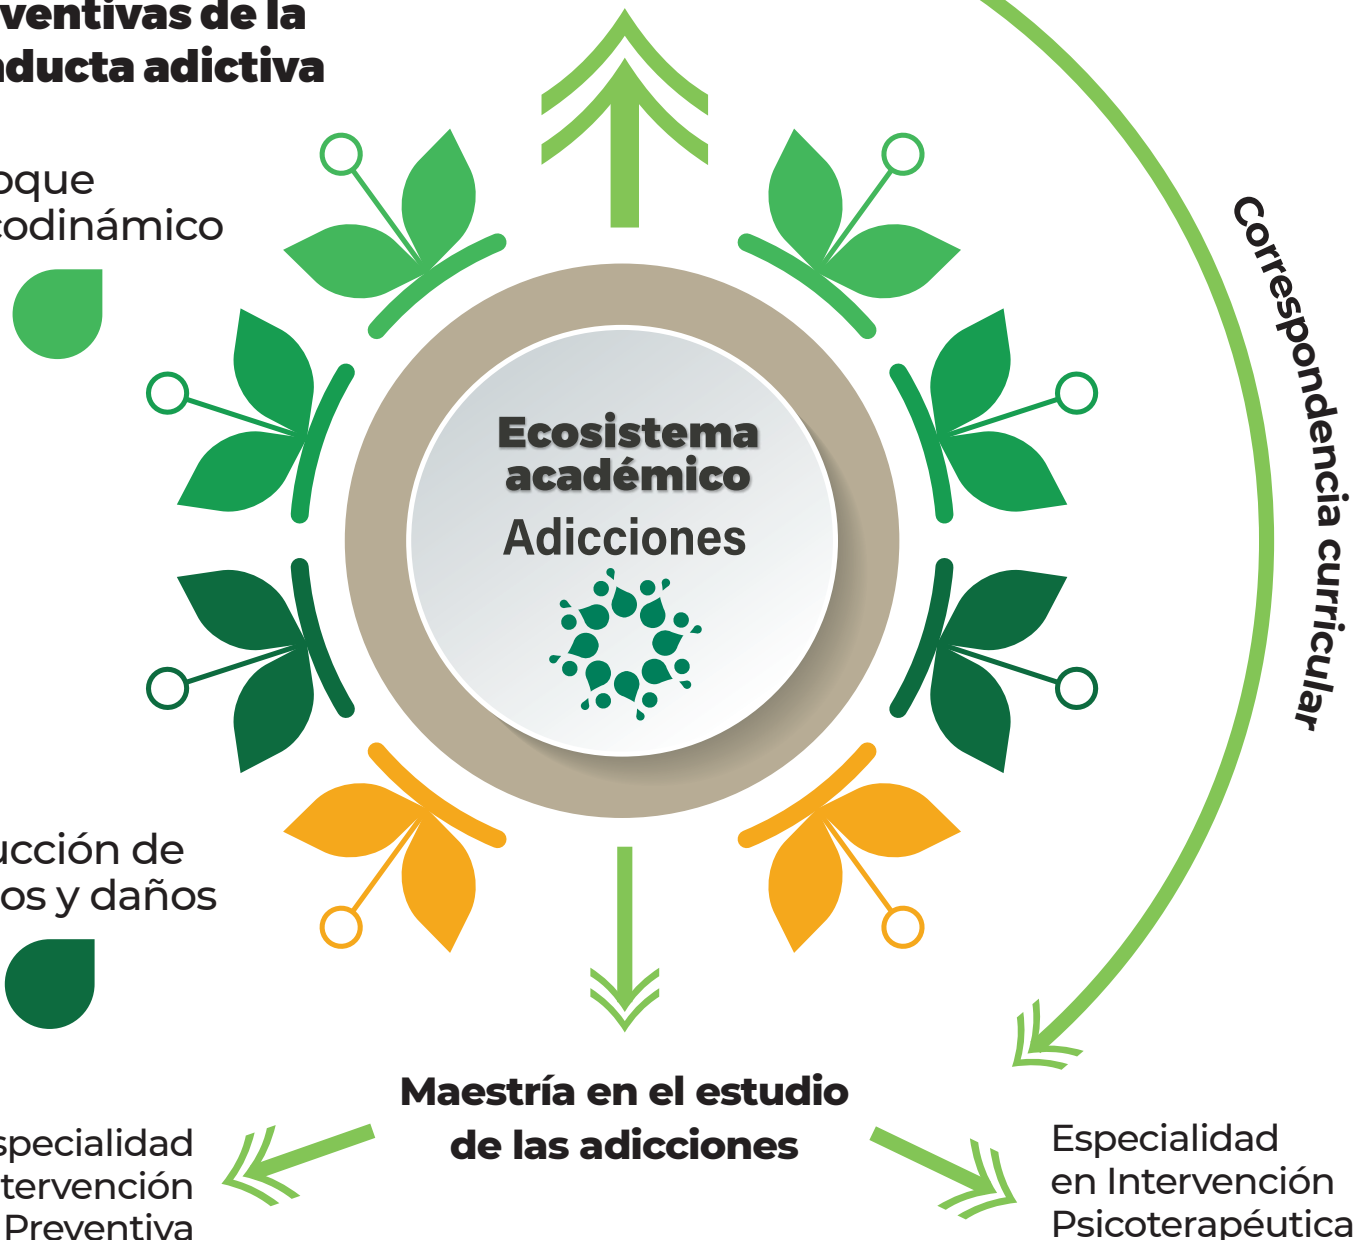 ventivas de la
ducta adictiva
oque
codinámico
Correspondencia curricular
Ecosistema
académico
Adicciones
ucción de
os y daños
Maestría en el estudio
de las adicciones
specialidad
tervención
Preventiva
Especialidad
en Intervención
Psicoterapéutica